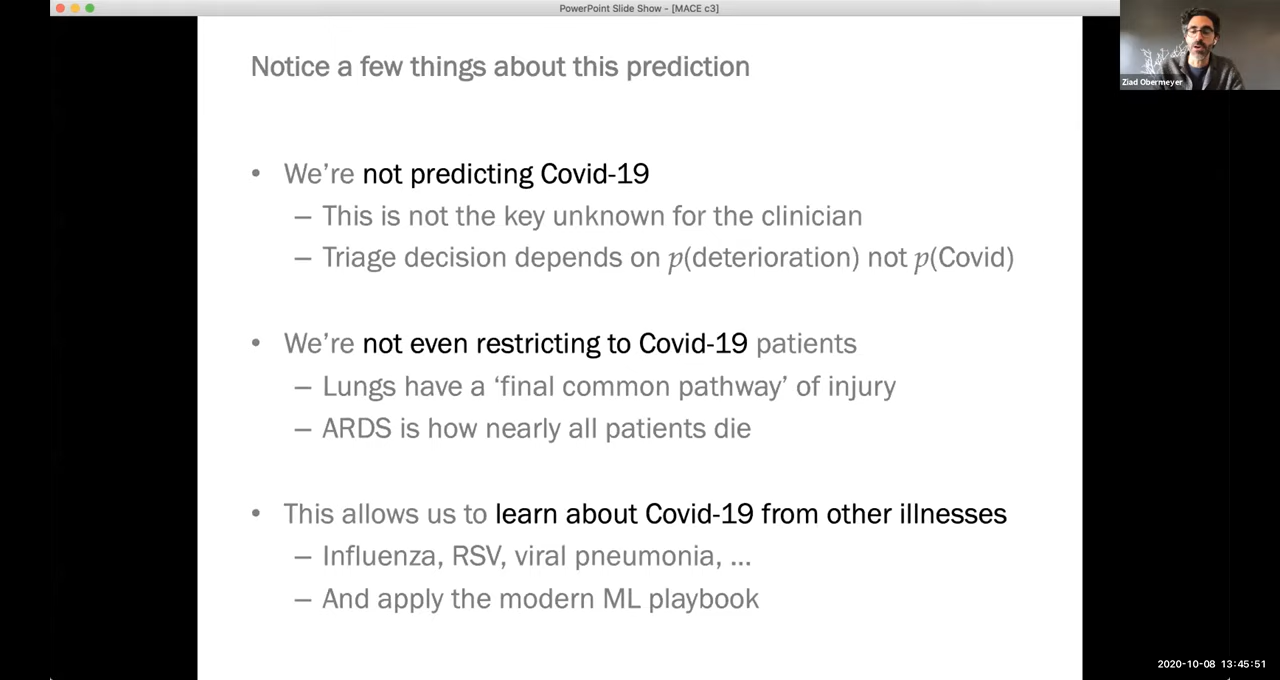 PowerPoint Slide Show - [MACE c3]
Notice a few things about this prediction
Ziad Obermeyer
• We’re not predicting Covid-19
– This is not the key unknown for the clinician
– Triage decision depends on p(deterioration) not p(Covid)
• We’re not even restricting to Covid-19 patients
– Lungs have a ‘final common pathway’ of injury
– ARDS is how nearly all patients die
• This allows us to learn about Covid-19 from other illnesses
– Influenza, RSV, viral pneumonia, ...
– And apply the modern ML playbook
2020-10-08 13:45:51